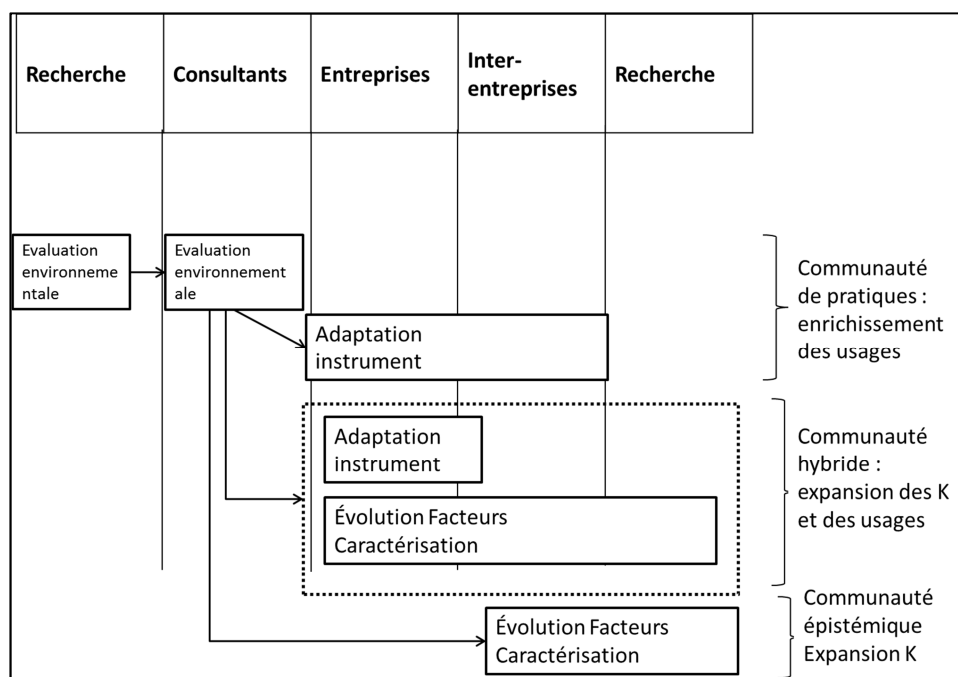 Recherche
Consultants
Entreprises
Inter-
entreprises
Recherche
Evaluation
environneme
ntale
Evaluation
environnement
ale
Adaptation
instrument
Communauté
de pratiques :
enrichissement
des usages
Adaptation
instrument
Évolution Facteurs
Caractérisation
Communauté
hybride :
expansion des K
et des usages
Évolution Facteurs
Caractérisation
Communauté
épistémique
Expansion K